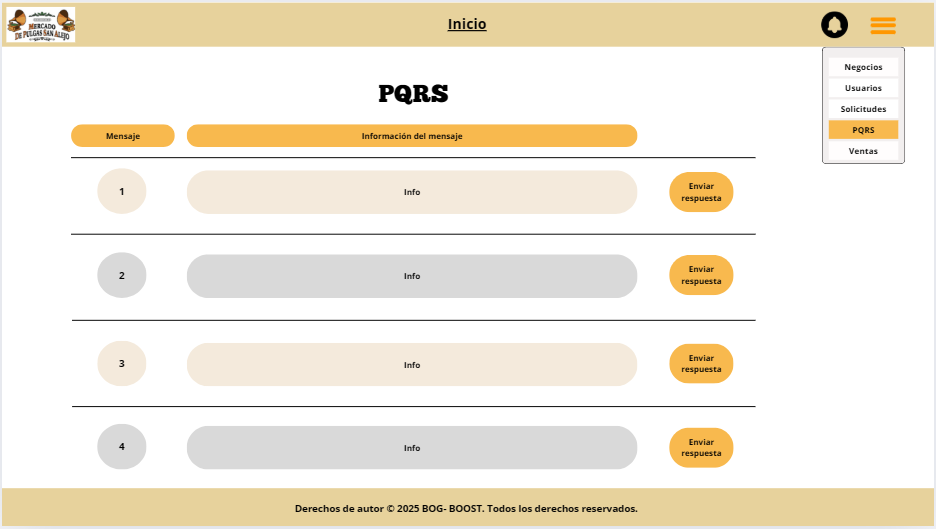 MERCADO
DE PULGAS SAN ALEJO
Inicio
Negocios
Usuarios
Solicitudes
PQRS
Ventas
PQRS
Mensaje
Información del mensaje
1
Info
Enviar
respuesta
2
Info
Enviar
respuesta
3
Info
Enviar
respuesta
4
Info
Enviar
respuesta
Derechos de autor © 2025 BOG- BOOST. Todos los derechos reservados.